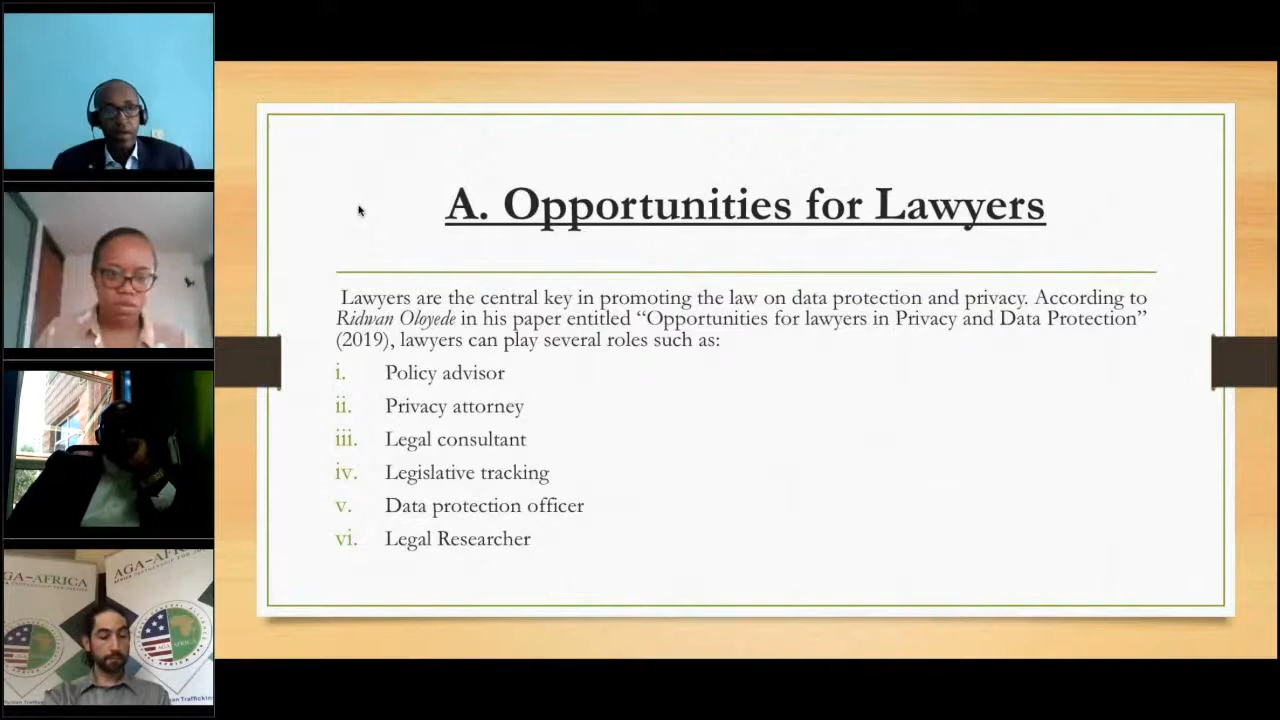 A. Opportunities for Lawyers
Lawyers are the central key in promoting the law on data protection and privacy. According to
Ridwan Oloyede in his paper entitled “Opportunities for lawyers in Privacy and Data Protection”
(2019), lawyers can play several roles such as:
i. Policy advisor
ii. Privacy attorney
iii. Legal consultant
iv. Legislative tracking
v. Data protection officer
vi. Legal Researcher
GA-AFRICA
AGA-AFRI
AGA AFRICA